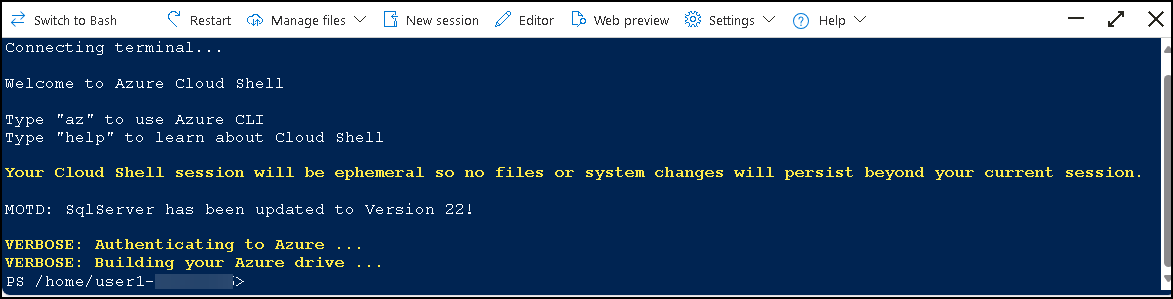 Switch to Bash Restart Manage files New session Editor Web preview Settings Help
Connecting terminal...
Welcome to Azure Cloud Shell
Type "az" to use Azure CLI
Type "help" to learn about Cloud Shell
Your Cloud Shell session will be ephemeral so no files or system changes will persist beyond your current session.
MOTD: SqlServer has been updated to Version 22!
VERBOSE: Authenticating to Azure ...
VERBOSE: Building your Azure drive ...
PS /home/user1-